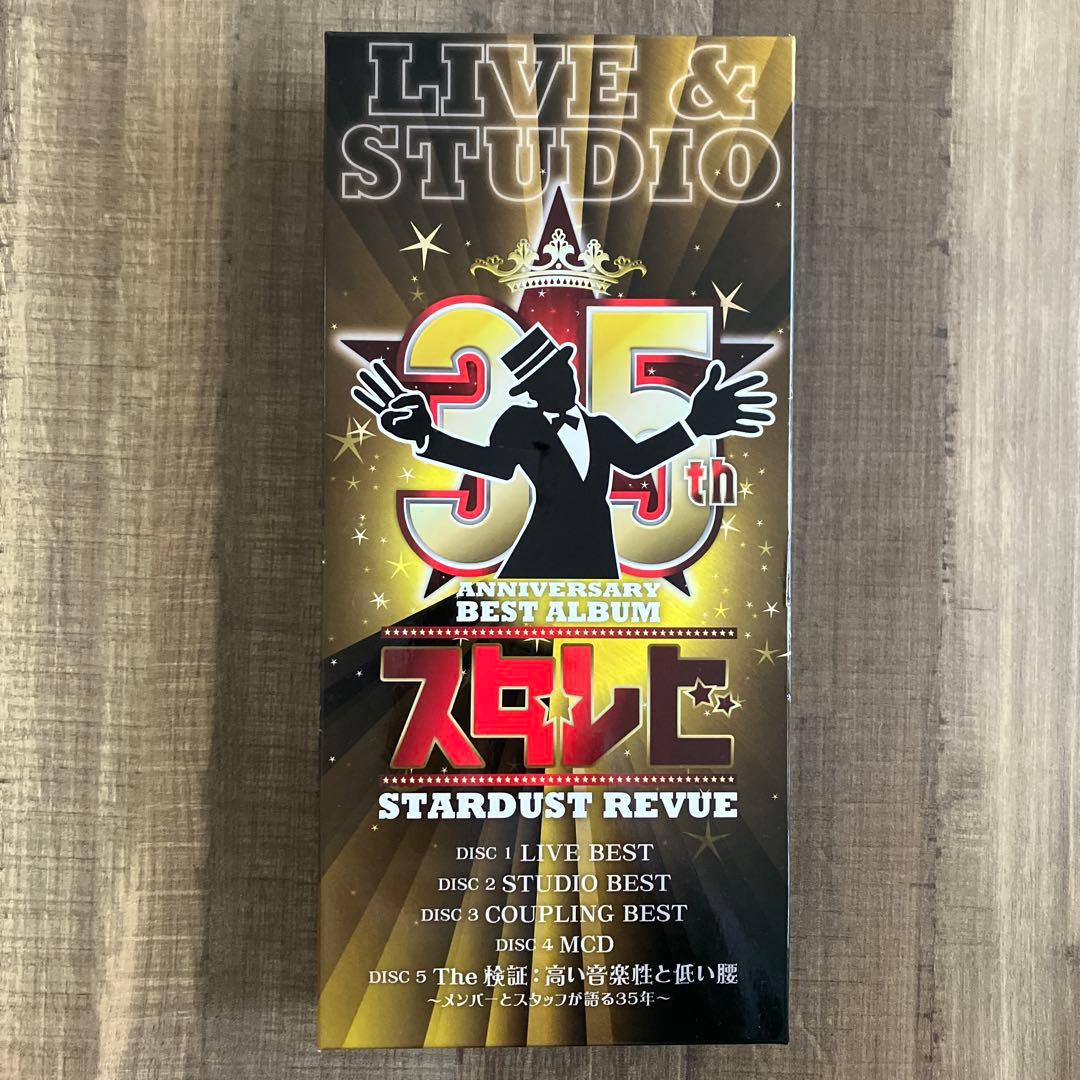 LIVE &
STUDIO
35th
ANNIVERSARY
BEST ALBUM
スタ☆レビ
STARDUST REVUE
DISC 1 LIVE BEST
DISC 2 STUDIO BEST
DISC 3 COUPLING BEST
DISC 4 MCD
DISC 5 The 検証:高い音楽性と低い腰
〜メンバーとスタッフが語る35年〜